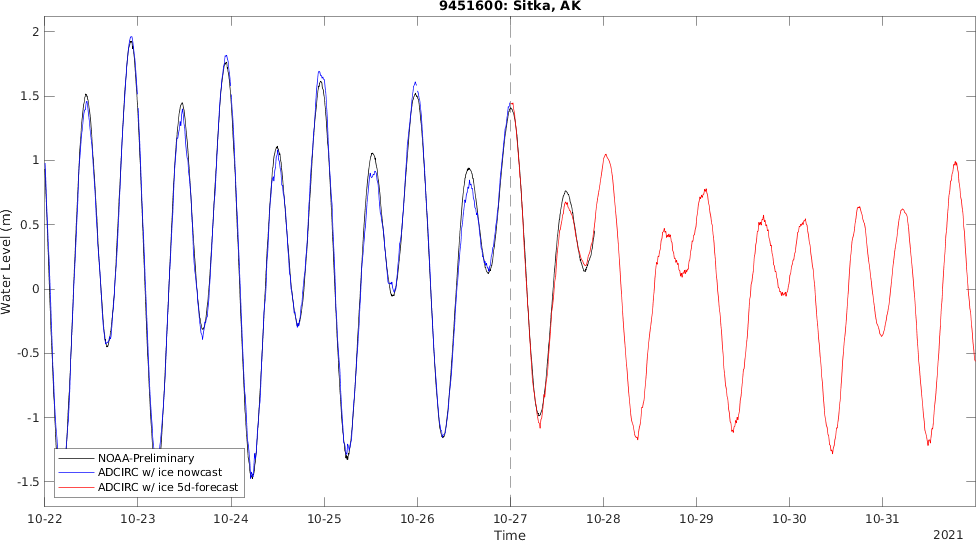 9451600: Sitka, AK
Water Level (m)
2
1.5
1
0.5
0
-0.5
-1
-1.5
NOAA-Preliminary
ADCIRC w/ ice nowcast
ADCIRC w/ ice 5d-forecast
10-22 10-23 10-24 10-25 10-26 10-27 10-28 10-29 10-30 10-31
Time
2021